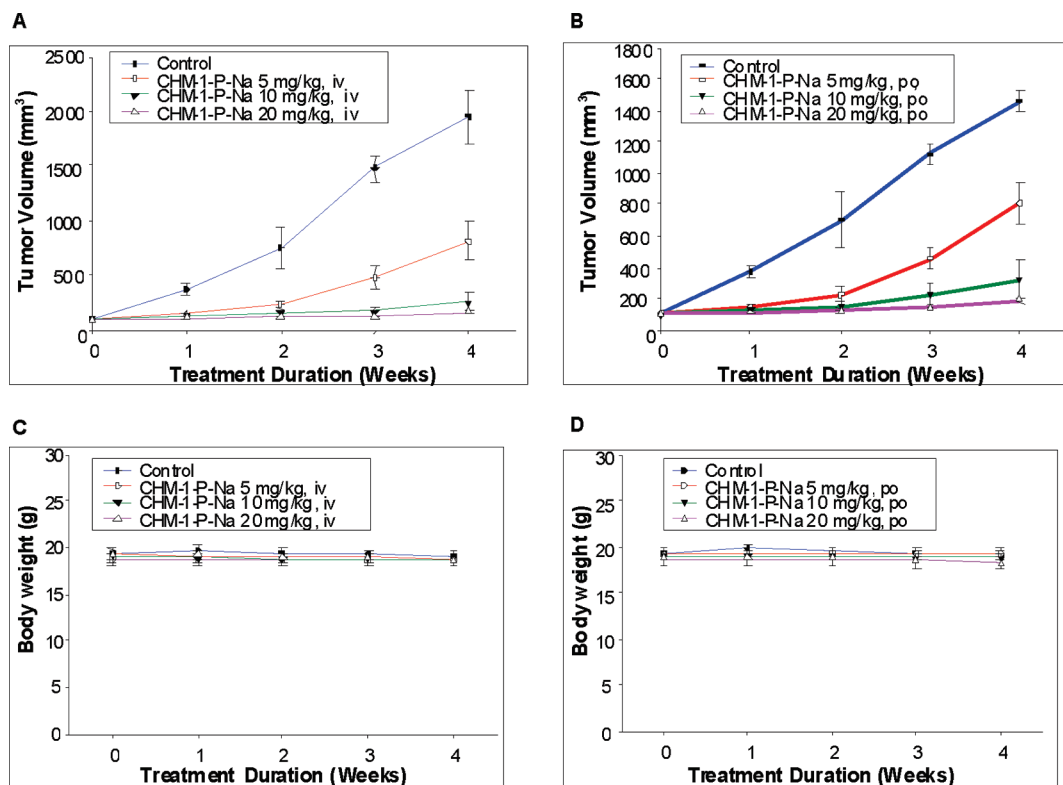 A
Control
CHM-1-P-Na 5 mg/kg, iv
CHM-1-P-Na 10 mg/kg, iv
CHM-1-P-Na 20 mg/kg, iv
2500
2000
1500
1000
500
0
Tumor Volume (mm³)
0 1 2 3 4
Treatment Duration (Weeks)
B
Control
CHM-1-P-Na 5mg/kg, po,
CHM-1-P-Na 10 mg/kg, po
CHM-1-P-Na 20 mg/kg, po
1800
1600
1400
1200
1000
800
600
400
200
0
Tumor Volume (mm³)
0 1 2 3 4
Treatment Duration (Weeks)
C
Control
CHM-1-P-Na 5 mg/kg, iv
CHM-1-P-Na 10 mg/kg, iv
CHM-1-P-Na 20 mg/kg, iv
30
25
20
15
10
5
0
Body weight (g)
0 1 2 3 4
Treatment Duration (Weeks)
D
Control
CHM-1-P-Na 5 mg/kg, po
CHM-1-P-Na 10 mg/kg, po
CHM-1-P-Na 20 mg/kg, po
30
25
20
15
10
5
0
Body weight (g)
0 1 2 3 4
Treatment Duration (Weeks)